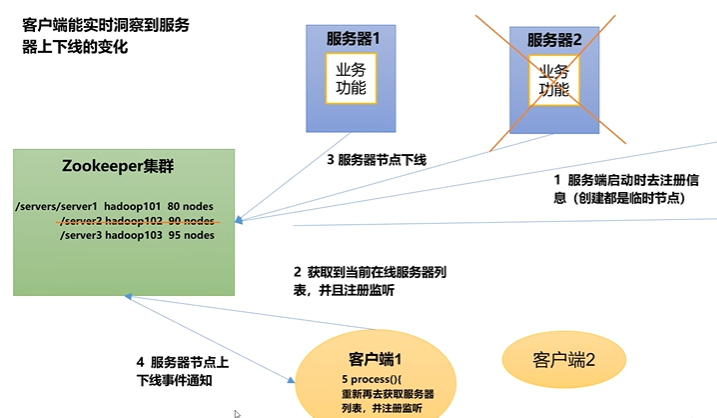 客户端能实时洞察到服务
器上下线的变化
服务器1
业务
功能
服务器2
业务
功能
Zookeeper集群
/servers/server1 hadoop101 80 nodes
/server2 hadoop102 90 nodes
/server3 hadoop103 95 nodes
3 服务器节点下线
1 服务端启动时去注册信
息（创建都是临时节点）
2 获取到当前在线服务器列
表，并且注册监听
4 服务器节点上
下线事件通知
客户端1
5 process(){
重新再去获取服务器
列表，并注册监听
客户端2